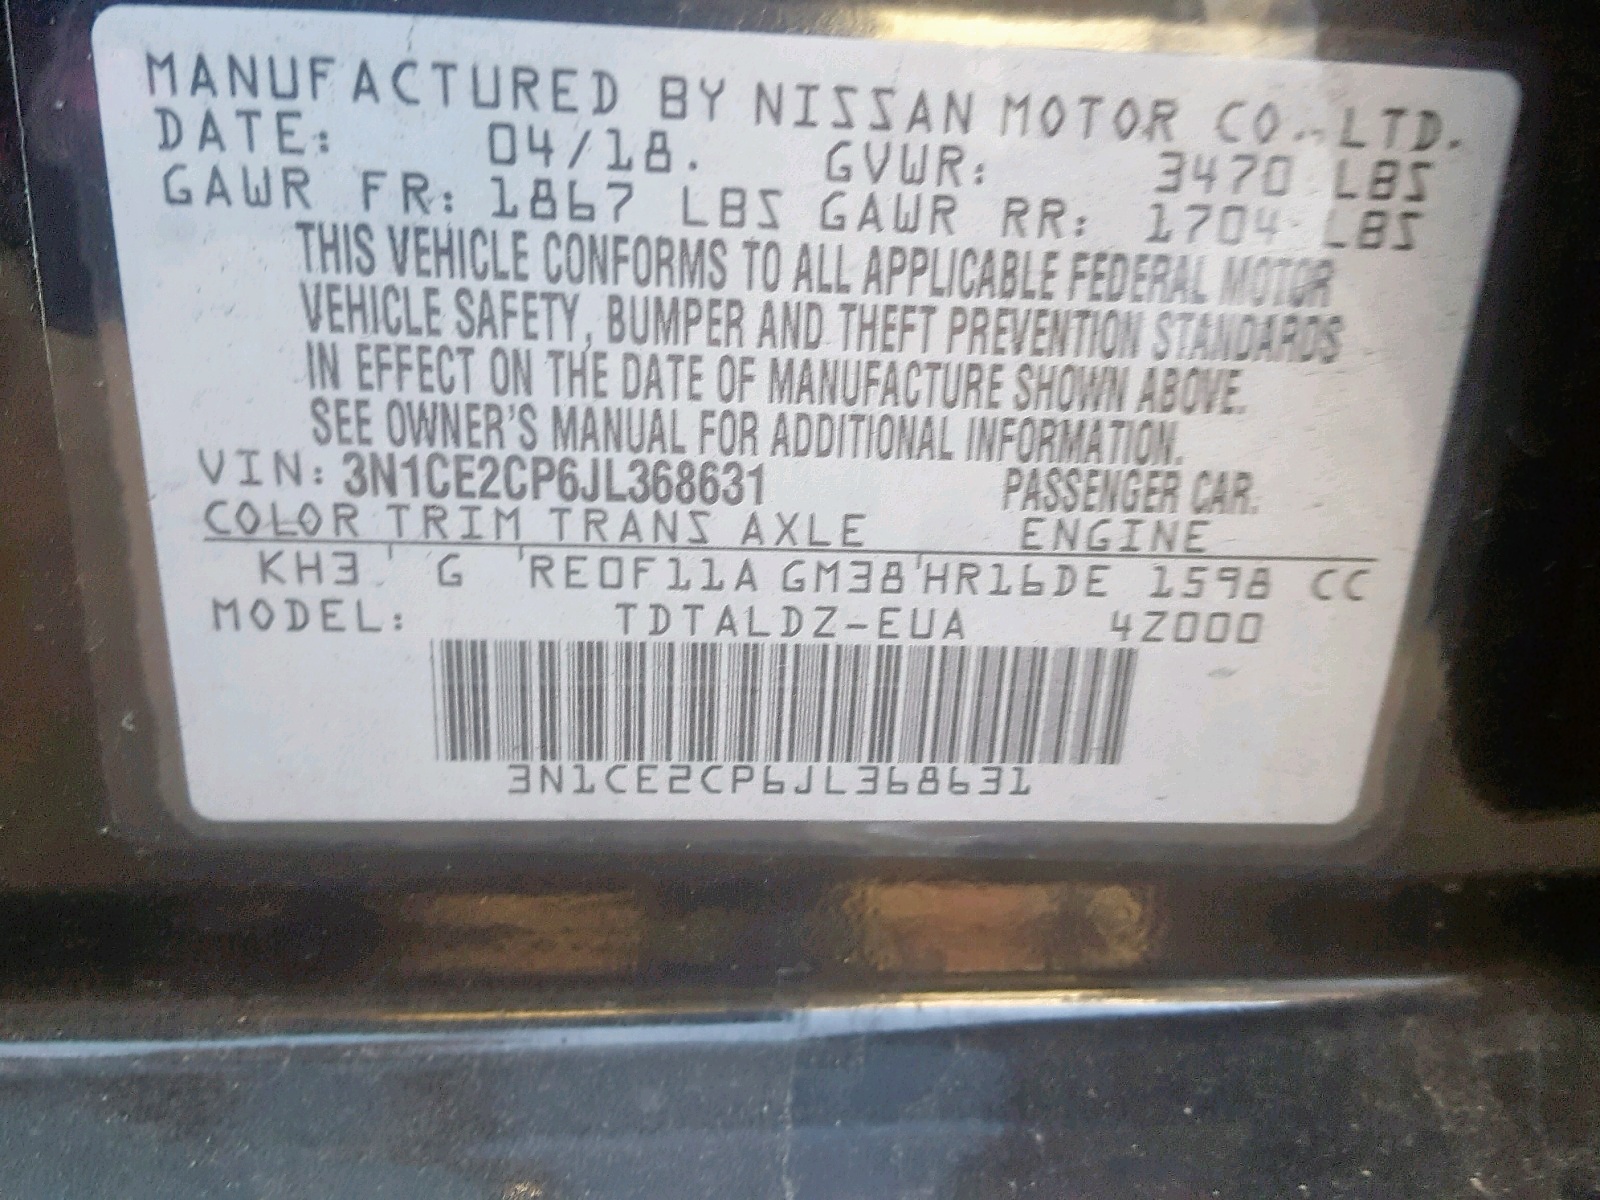 MANUFACTURED BY NISSAN MOTOR CO., LTD.
DATE: 04/18. GVWR: 3470 LBS
GAWR FR: 1867 LBS GAWR RR: 1704 LBS
THIS VEHICLE CONFORMS TO ALL APPLICABLE FEDERAL MOTOR
VEHICLE SAFETY, BUMPER AND THEFT PREVENTION STANDARDS
IN EFFECT ON THE DATE OF MANUFACTURE SHOWN ABOVE.
SEE OWNER'S MANUAL FOR ADDITIONAL INFORMATION.
VIN: 3N1CE2CP6JL368631 PASSENGER CAR.
COLOR TRIM TRANS AXLE ENGINE
KH3 ' G ' RE0F11A GM38 ' HR16DE 1598 CC
MODEL: TDTALDZ-EUA 4Z000
3N1CE2CP6JL368631